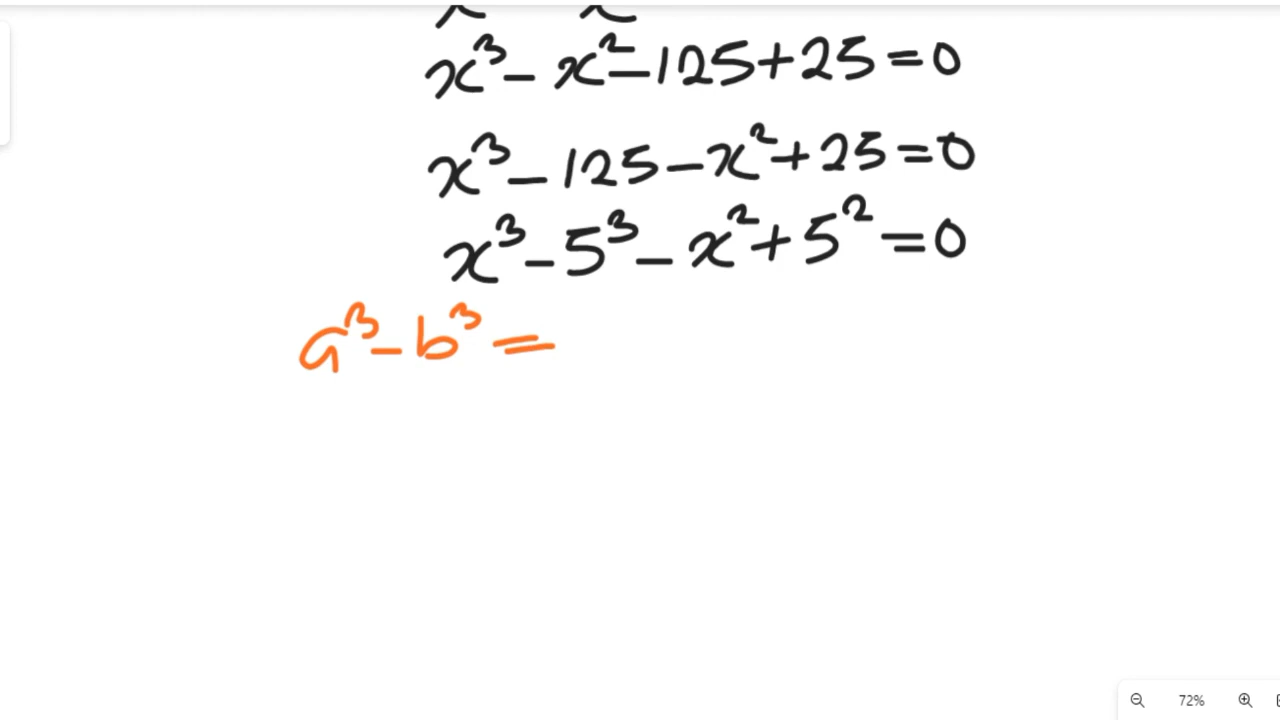 x³ - x² - 125 + 25 = 0
x³ - 125 - x² + 25 = 0
x³ - 5³ - x² + 5² = 0
a³ - b³ =
72%